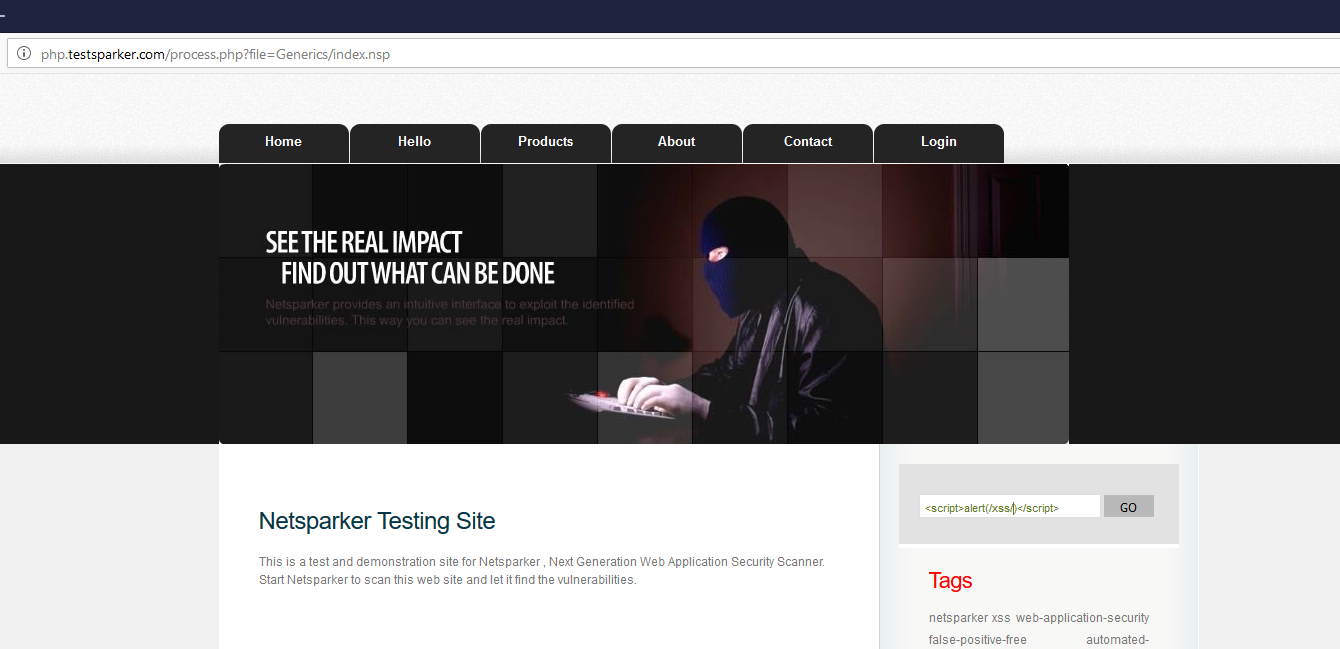 php.testsparker.com/process.php?file=Generics/index.nsp
Home Hello Products About Contact Login
SEE THE REAL IMPACT
FIND OUT WHAT CAN BE DONE
Netsparker provides an intuitive interface to exploit the identified
vulnerabilities. This way you can see the real impact.
<script>alert(/xss/)</script> GO
Netsparker Testing Site
This is a test and demonstration site for Netsparker , Next Generation Web Application Security Scanner.
Start Netsparker to scan this web site and let it find the vulnerabilities.
Tags
netsparker xss web-application-security
false-positive-free automated-